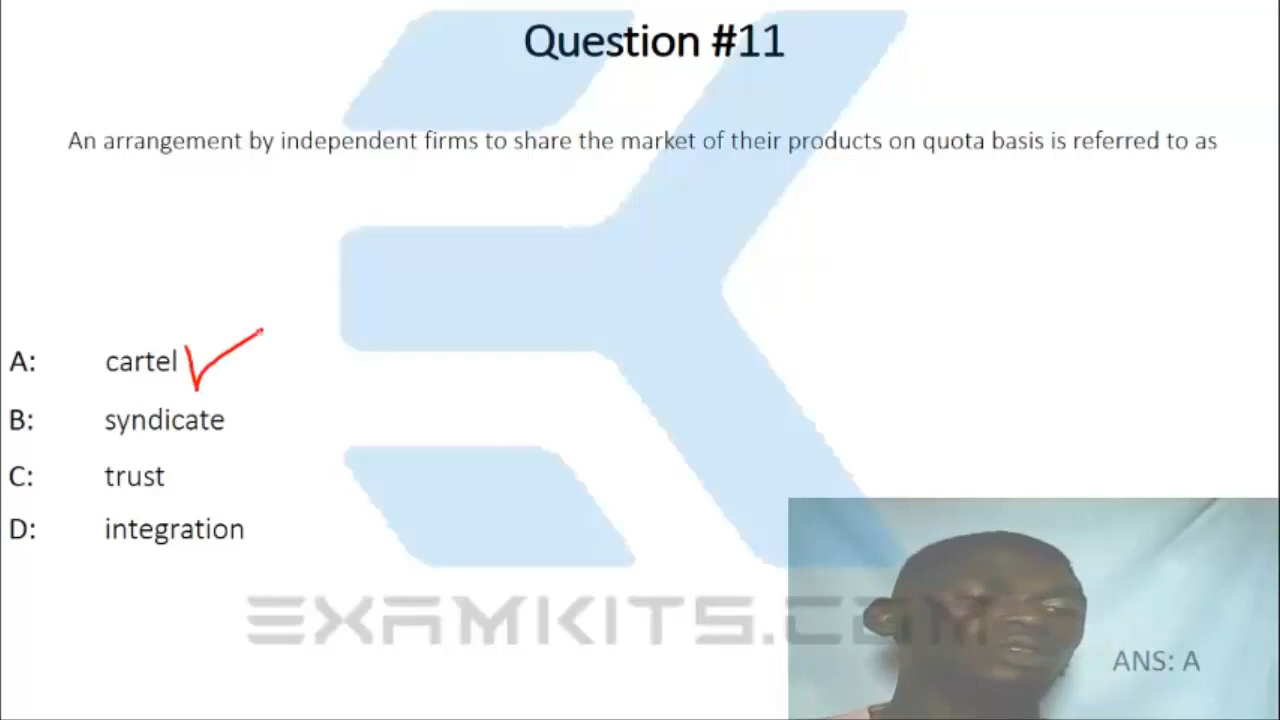 Question #11
An arrangement by independent firms to share the market of their products on quota basis is referred to as
A: cartel
B: syndicate
C: trust
D: integration
EXAMKITS.COM
ANS: A